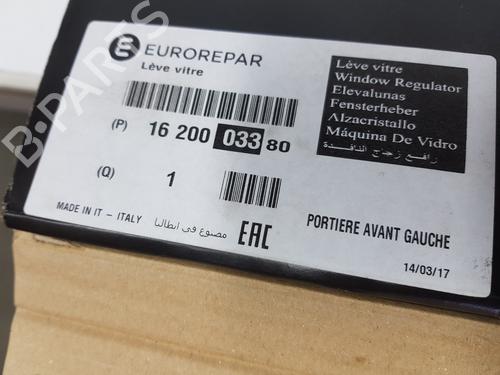 EUROREPAR
Lève vitre
(P) 16 200 033 80
(Q) 1
MADE IN IT - ITALY
مصنوع في ايطاليا
EAC
PORTIERE AVANT GAUCHE
14/03/17
Lève vitre
Window Regulator
Elevalunas
Fensterheber
Alzacristallo
Máquina De Vidro
رافع زجاج النافدة
B-PARTS